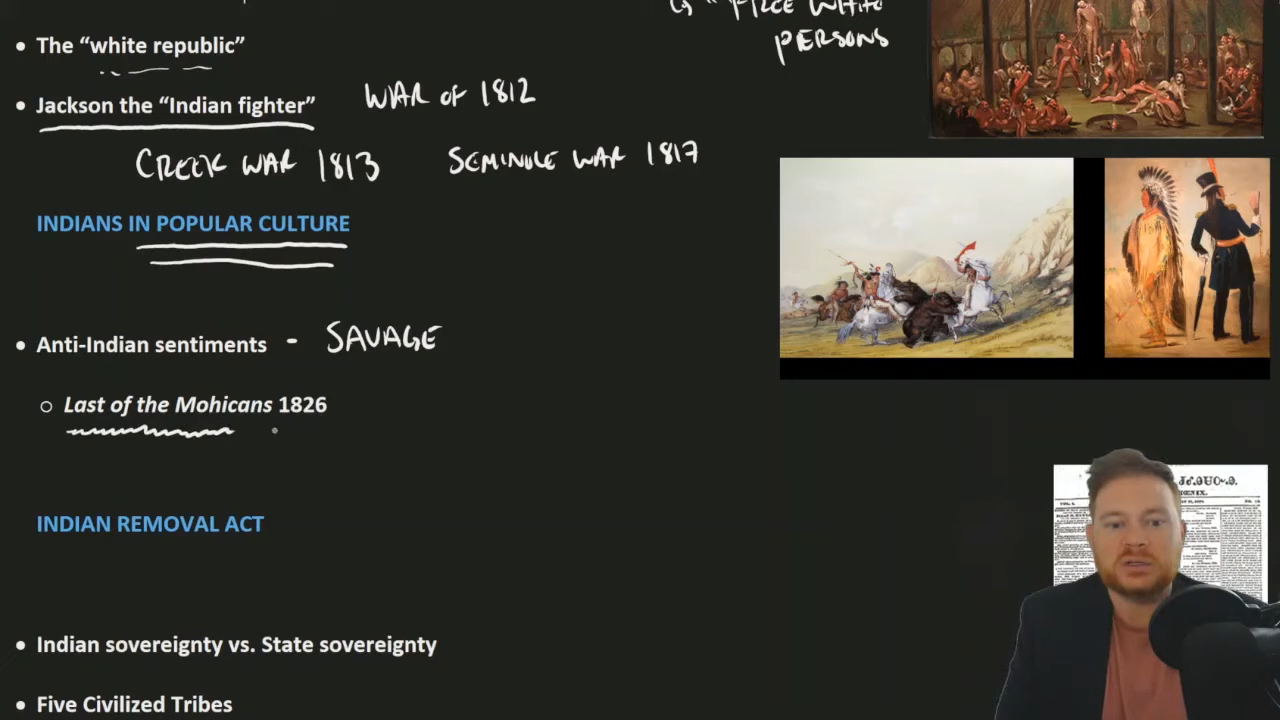 ↳ "FREE WHITE
PERSONS
• The “white republic”
• Jackson the “Indian fighter” WAR OF 1812
CREEK WAR 1813 SEMINOLE WAR 1817
INDIANS IN POPULAR CULTURE
• Anti-Indian sentiments - SAVAGE
○ Last of the Mohicans 1826
INDIAN REMOVAL ACT
• Indian sovereignty vs. State sovereignty
• Five Civilized Tribes